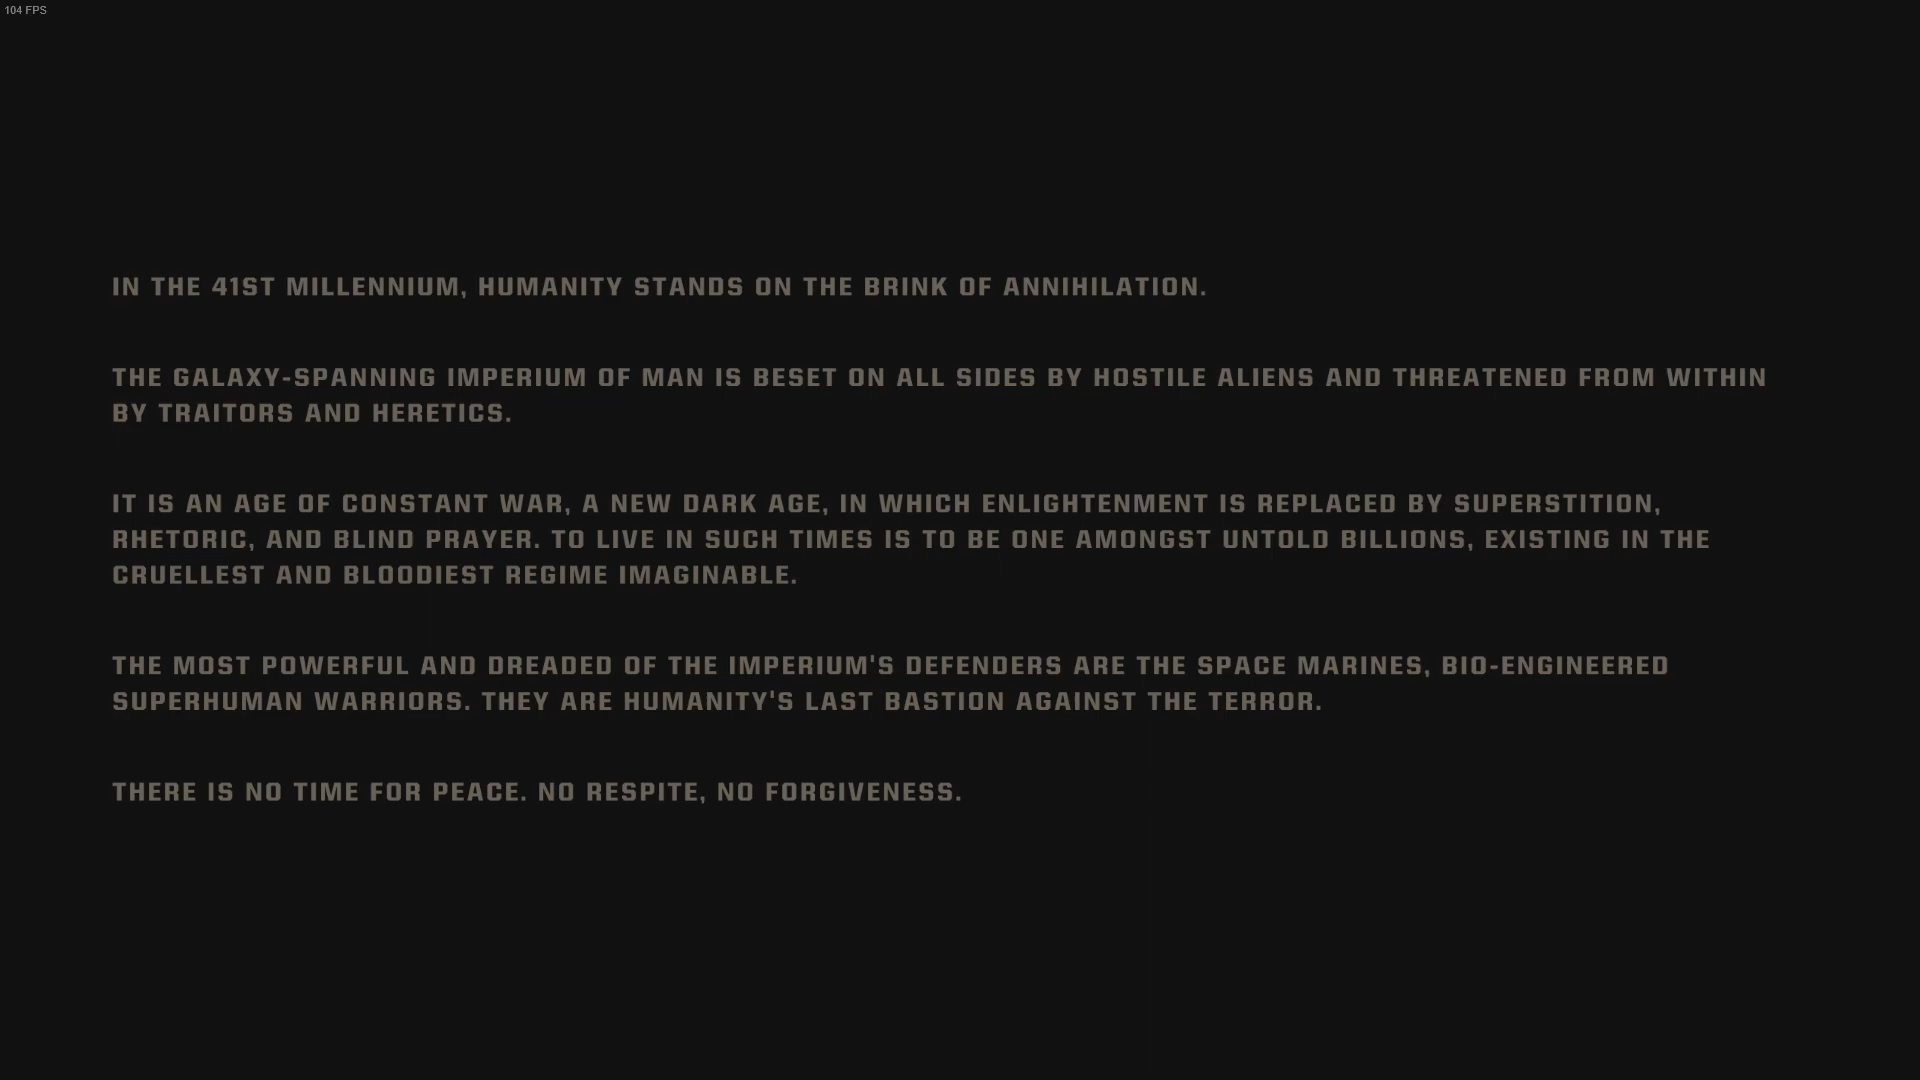 104 FPS
IN THE 41ST MILLENNIUM, HUMANITY STANDS ON THE BRINK OF ANNIHILATION.
THE GALAXY-SPANNING IMPERIUM OF MAN IS BESET ON ALL SIDES BY HOSTILE ALIENS AND THREATENED FROM WITHIN
BY TRAITORS AND HERETICS.
IT IS AN AGE OF CONSTANT WAR, A NEW DARK AGE, IN WHICH ENLIGHTENMENT IS REPLACED BY SUPERSTITION,
RHETORIC, AND BLIND PRAYER. TO LIVE IN SUCH TIMES IS TO BE ONE AMONGST UNTOLD BILLIONS, EXISTING IN THE
CRUELLEST AND BLOODIEST REGIME IMAGINABLE.
THE MOST POWERFUL AND DREADED OF THE IMPERIUM'S DEFENDERS ARE THE SPACE MARINES, BIO-ENGINEERED
SUPERHUMAN WARRIORS. THEY ARE HUMANITY'S LAST BASTION AGAINST THE TERROR.
THERE IS NO TIME FOR PEACE. NO RESPITE, NO FORGIVENESS.